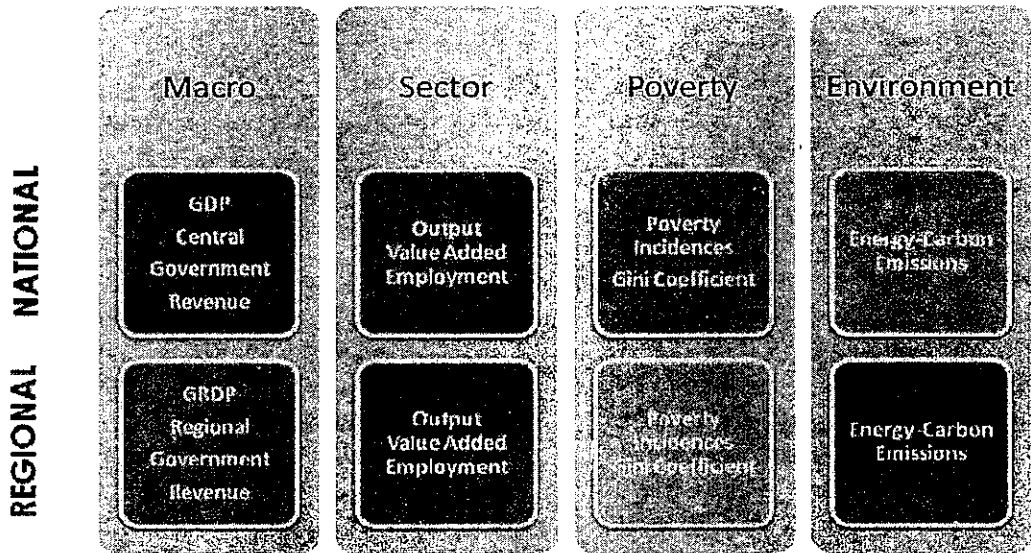 Macro
Sector
Poverty
Environment
NATIONAL
GDP
Central
Government
Revenue
Output
Value Added
Employment
Poverty
Incidences
Gini Coefficient
Energy-Carbon
Emissions
REGIONAL
GRDP
Regional
Government
Revenue
Output
Value Added
Employment
Poverty
Incidences
Gini Coefficient
Energy-Carbon
Emissions